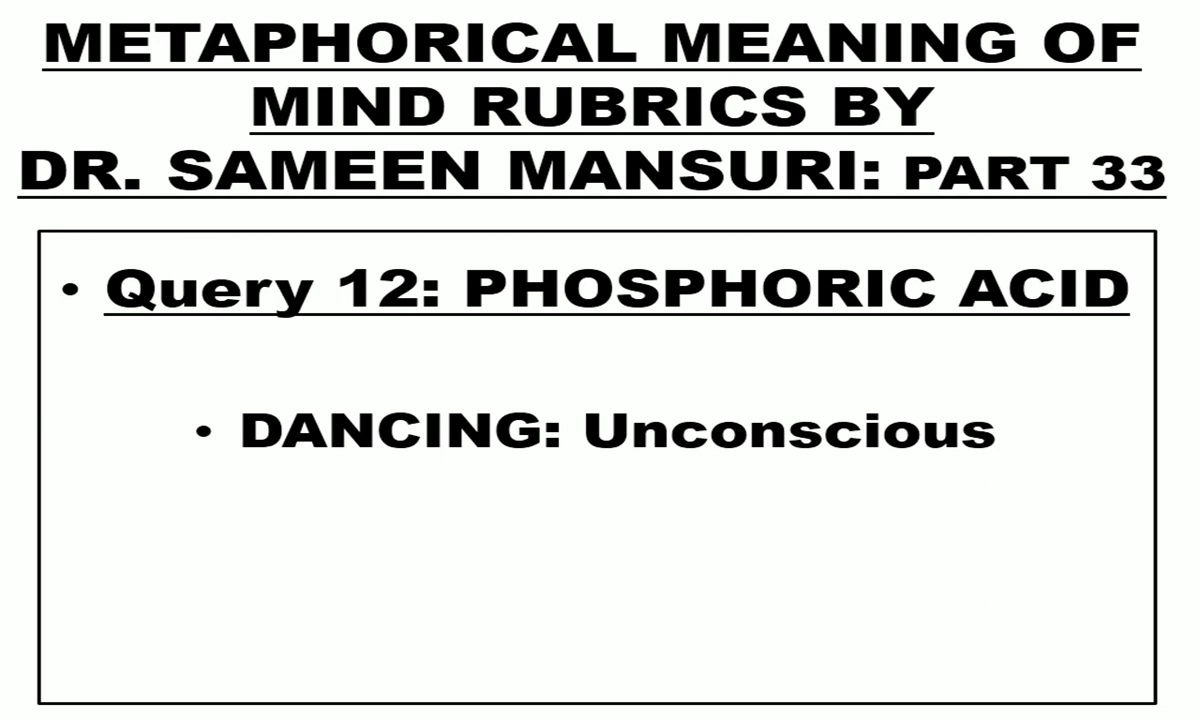 METAPHORICAL MEANING OF
MIND RUBRICS BY
DR. SAMEEN MANSURI: PART 33
• Query 12: PHOSPHORIC ACID
• DANCING: Unconscious